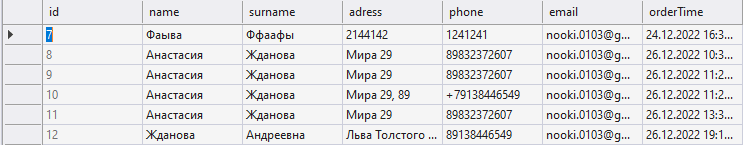 id name surname adress phone email orderTime
7 Фаыва Ффаафы 2144142 1241241 nooki.0103@g... 24.12.2022 16:3...
8 Анастасия Жданова Мира 29 89832372607 nooki.0103@g... 26.12.2022 10:3...
9 Анастасия Жданова Мира 29 89832372607 nooki.0103@g... 26.12.2022 11:2...
10 Анастасия Жданова Мира 29, 89 +79138446549 nooki.0103@g... 26.12.2022 11:2...
11 Анастасия Жданова Мира 29 89832372607 nooki.0103@g... 26.12.2022 13:3...
12 Жданова Андреевна Льва Толстого ... 89138446549 nooki.0103@g... 26.12.2022 19:1...